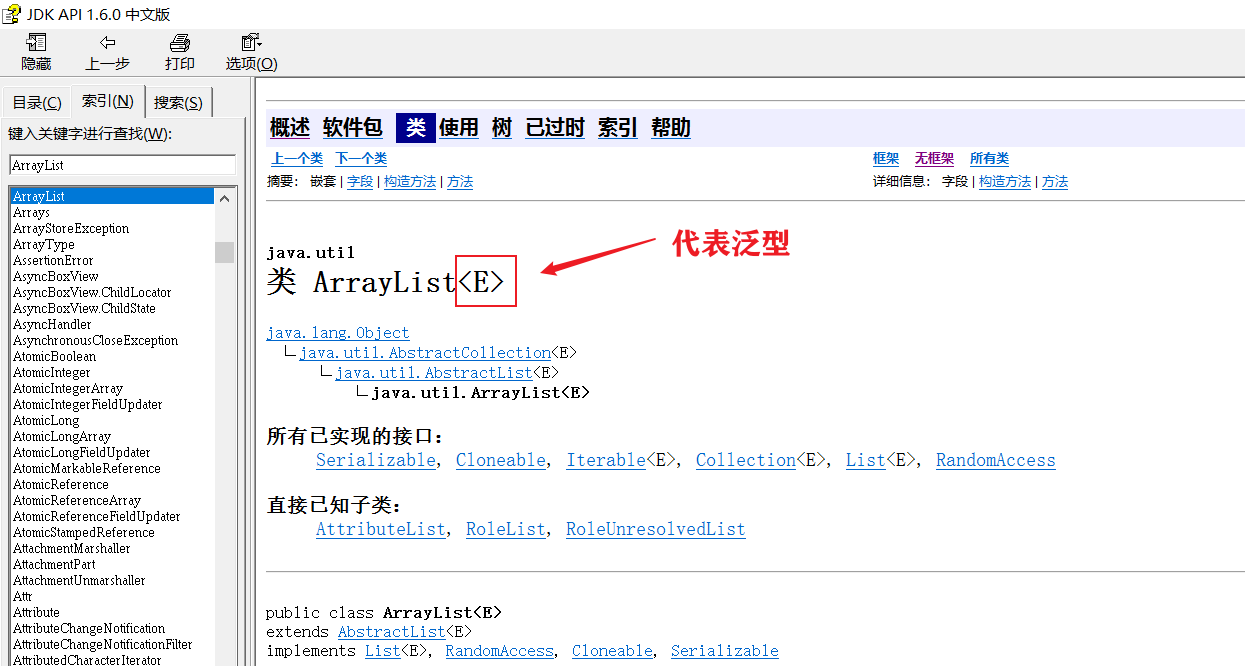 JDK API 1.6.0 中文版
隐藏 上一步 打印 选项(O)
目录(C) 索引(N) 搜索(S)
键入关键字进行查找(W):
ArrayList
ArrayList
Arrays
ArrayStoreException
ArrayType
AssertionError
AsyncBoxView
AsyncBoxView.ChildLocator
AsyncBoxView.ChildState
AsyncHandler
AsynchronousCloseException
AtomicBoolean
AtomicInteger
AtomicIntegerArray
AtomicIntegerFieldUpdater
AtomicLong
AtomicLongArray
AtomicLongFieldUpdater
AtomicMarkableReference
AtomicReference
AtomicReferenceArray
AtomicReferenceFieldUpdater
AtomicStampedReference
AttachmentMarshaller
AttachmentPart
AttachmentUnmarshaller
Attr
Attribute
AttributeChangeNotification
AttributeChangeNotificationFilter
AttributedCharacterIterator
概述 软件包 类 使用 树 已过时 索引 帮助
上一个类 下一个类 框架 无框架 所有类
摘要： 嵌套 | 字段 | 构造方法 | 方法 详细信息： 字段 | 构造方法 | 方法
java.util
类 ArrayList<E>
代表泛型
java.lang.Object
java.util.AbstractCollection<E>
java.util.AbstractList<E>
java.util.ArrayList<E>
所有已实现的接口：
Serializable, Cloneable, Iterable<E>, Collection<E>, List<E>, RandomAccess
直接已知子类：
AttributeList, RoleList, RoleUnresolvedList
public class ArrayList<E>
extends AbstractList<E>
implements List<E>, RandomAccess, Cloneable, Serializable